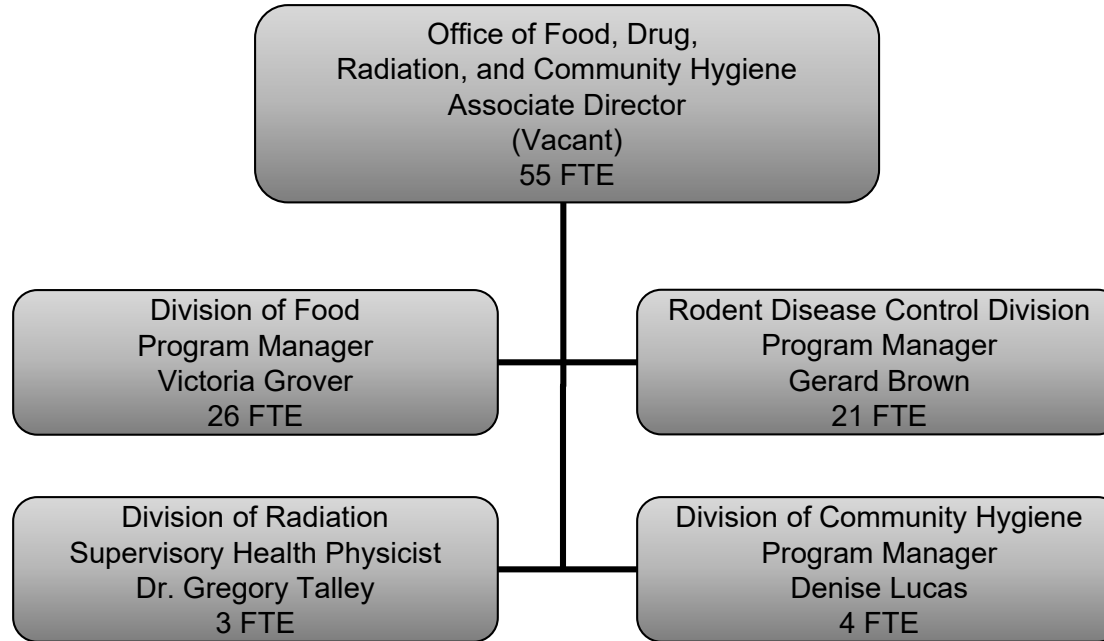 Office of Food, Drug,
Radiation, and Community Hygiene
Associate Director
(Vacant)
55 FTE
Division of Food
Program Manager
Victoria Grover
26 FTE
Rodent Disease Control Division
Program Manager
Gerard Brown
21 FTE
Division of Radiation
Supervisory Health Physicist
Dr. Gregory Talley
3 FTE
Division of Community Hygiene
Program Manager
Denise Lucas
4 FTE